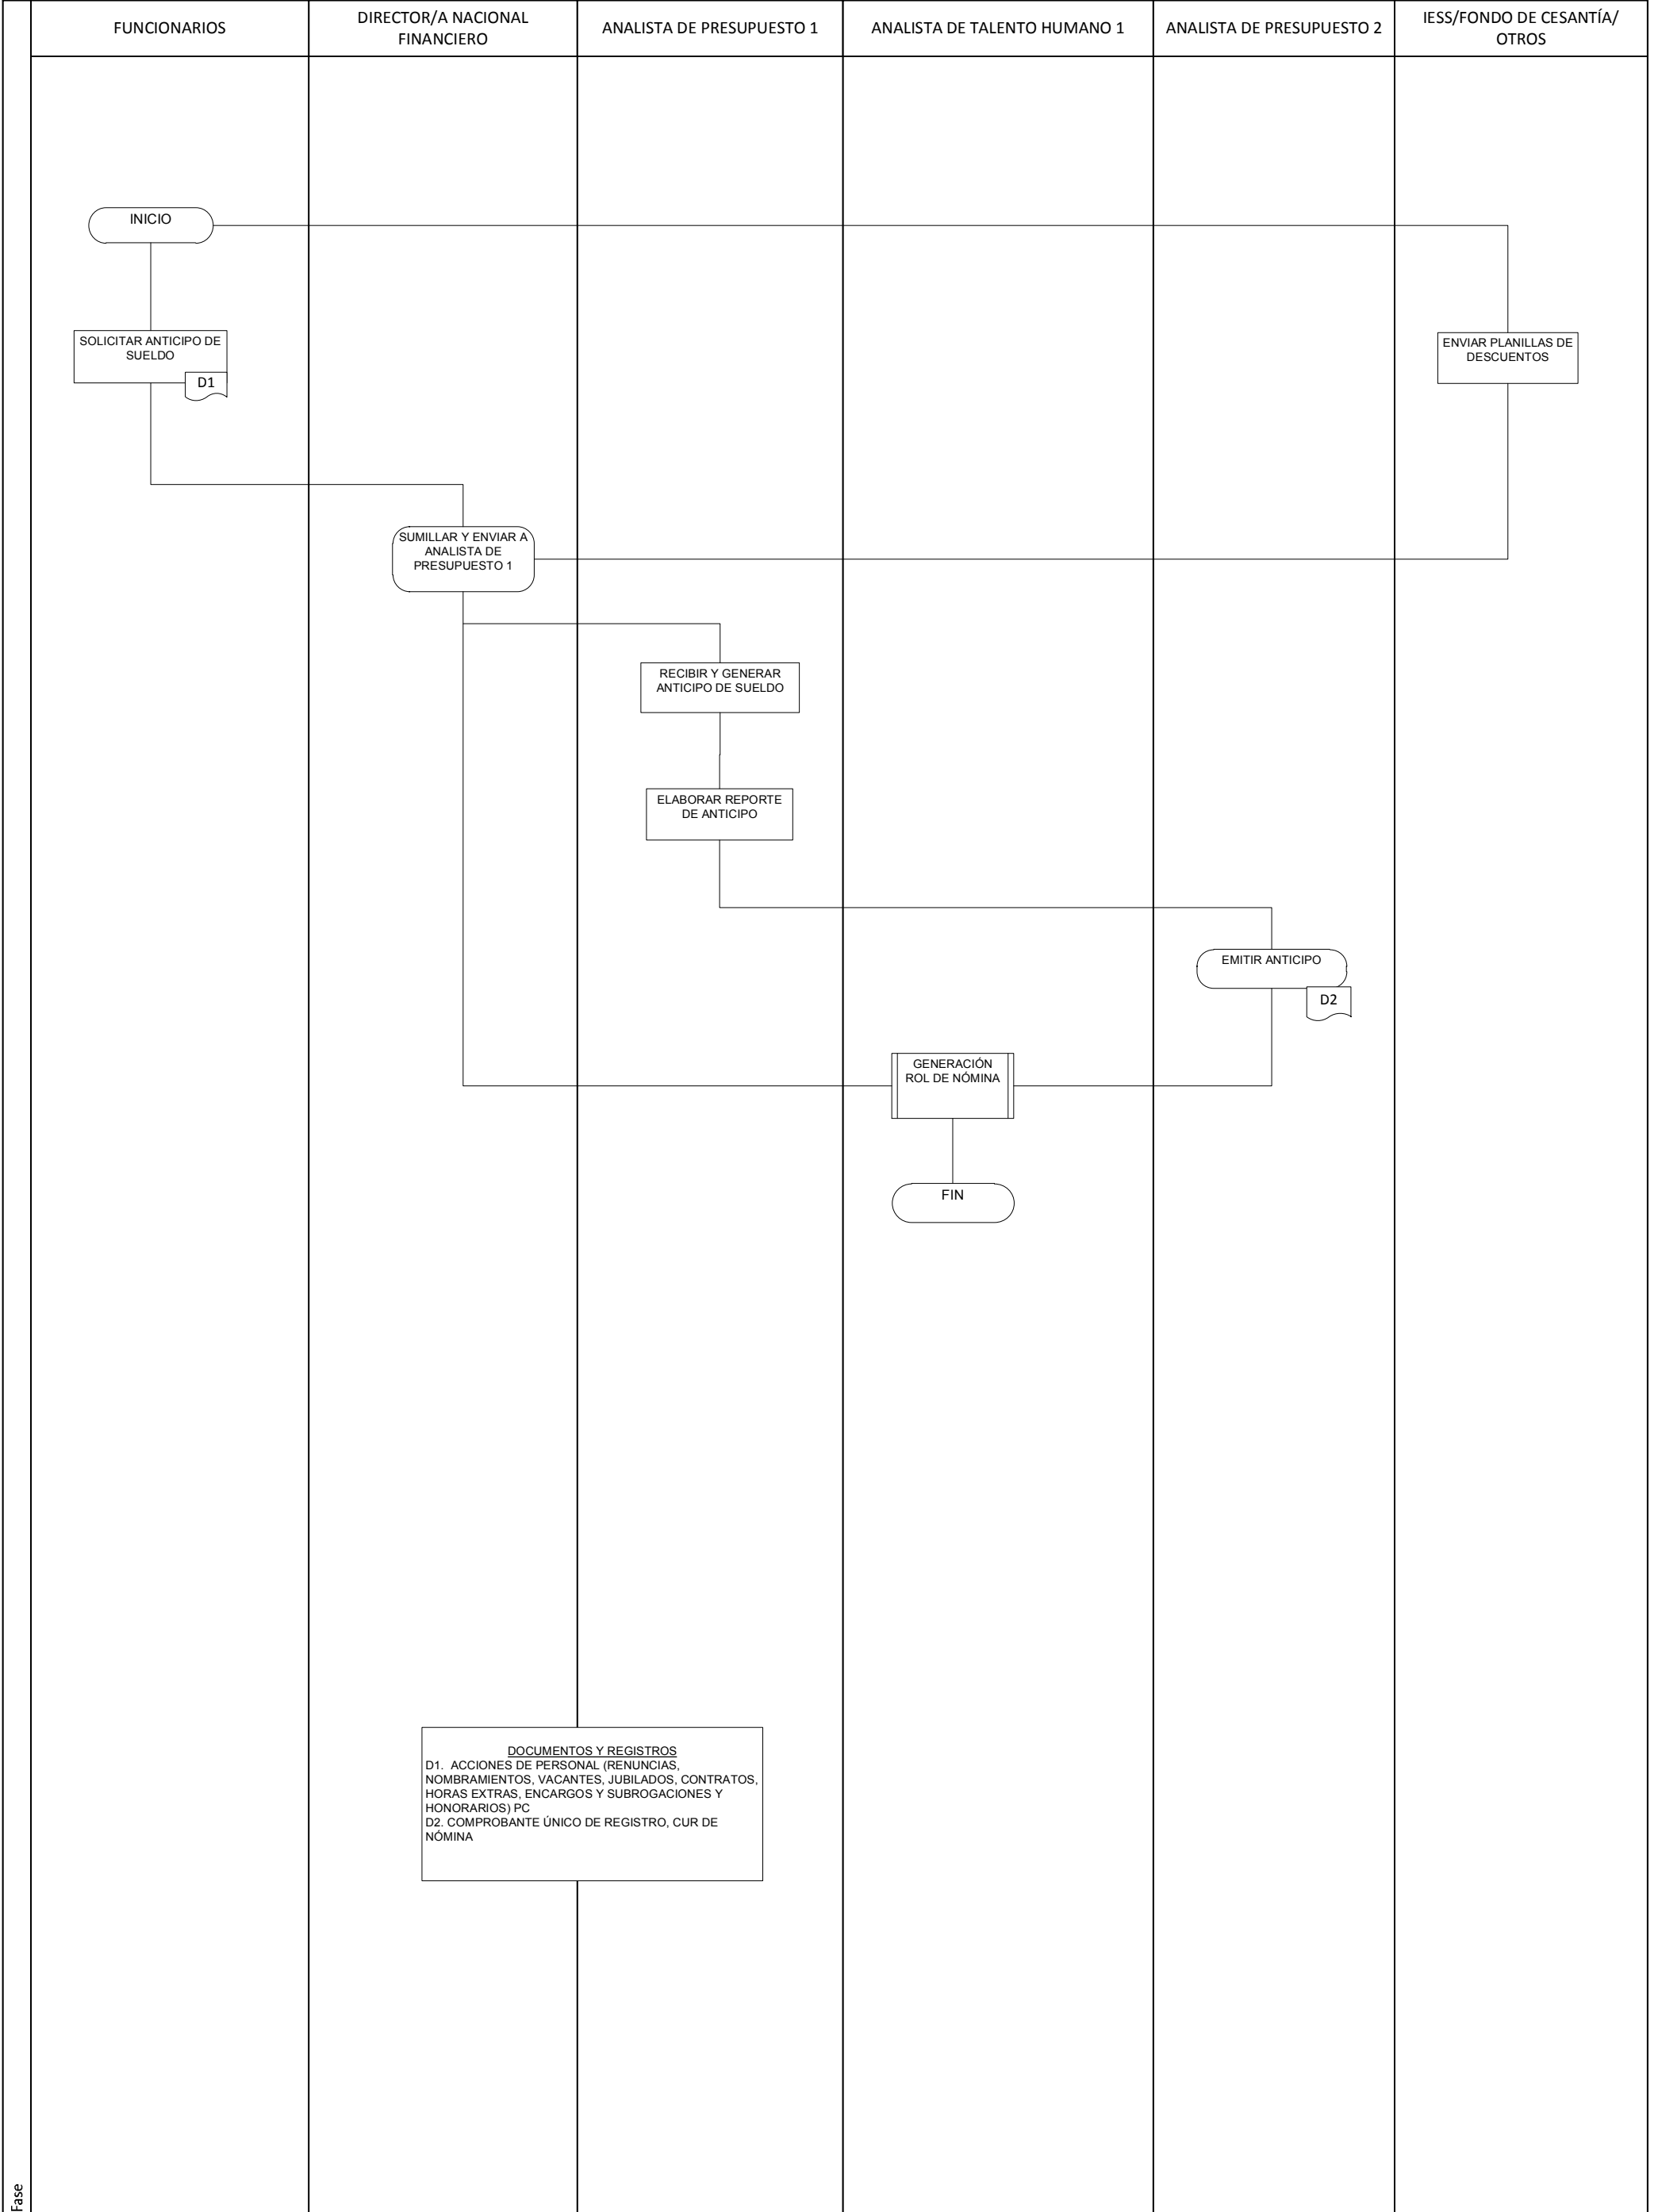 FUNCIONARIOS
DIRECTOR/A NACIONAL
FINANCIERO
ANALISTA DE PRESUPUESTO 1
ANALISTA DE TALENTO HUMANO 1
ANALISTA DE PRESUPUESTO 2
IESS/FONDO DE CESANTÍA/
OTROS
INICIO
SOLICITAR ANTICIPO DE
SUELDO
D1
ENVIAR PLANILLAS DE
DESCUENTOS
SUMILLAR Y ENVIAR A
ANALISTA DE
PRESUPUESTO 1
RECIBIR Y GENERAR
ANTICIPO DE SUELDO
ELABORAR REPORTE
DE ANTICIPO
EMITIR ANTICIPO
D2
GENERACIÓN
ROL DE NÓMINA
FIN
DOCUMENTOS Y REGISTROS
D1. ACCIONES DE PERSONAL (RENUNCIAS,
NOMBRAMIENTOS, VACANTES, JUBILADOS, CONTRATOS,
HORAS EXTRAS, ENCARGOS Y SUBROGACIONES Y
HONORARIOS) PC
D2. COMPROBANTE ÚNICO DE REGISTRO, CUR DE
NÓMINA
Fase